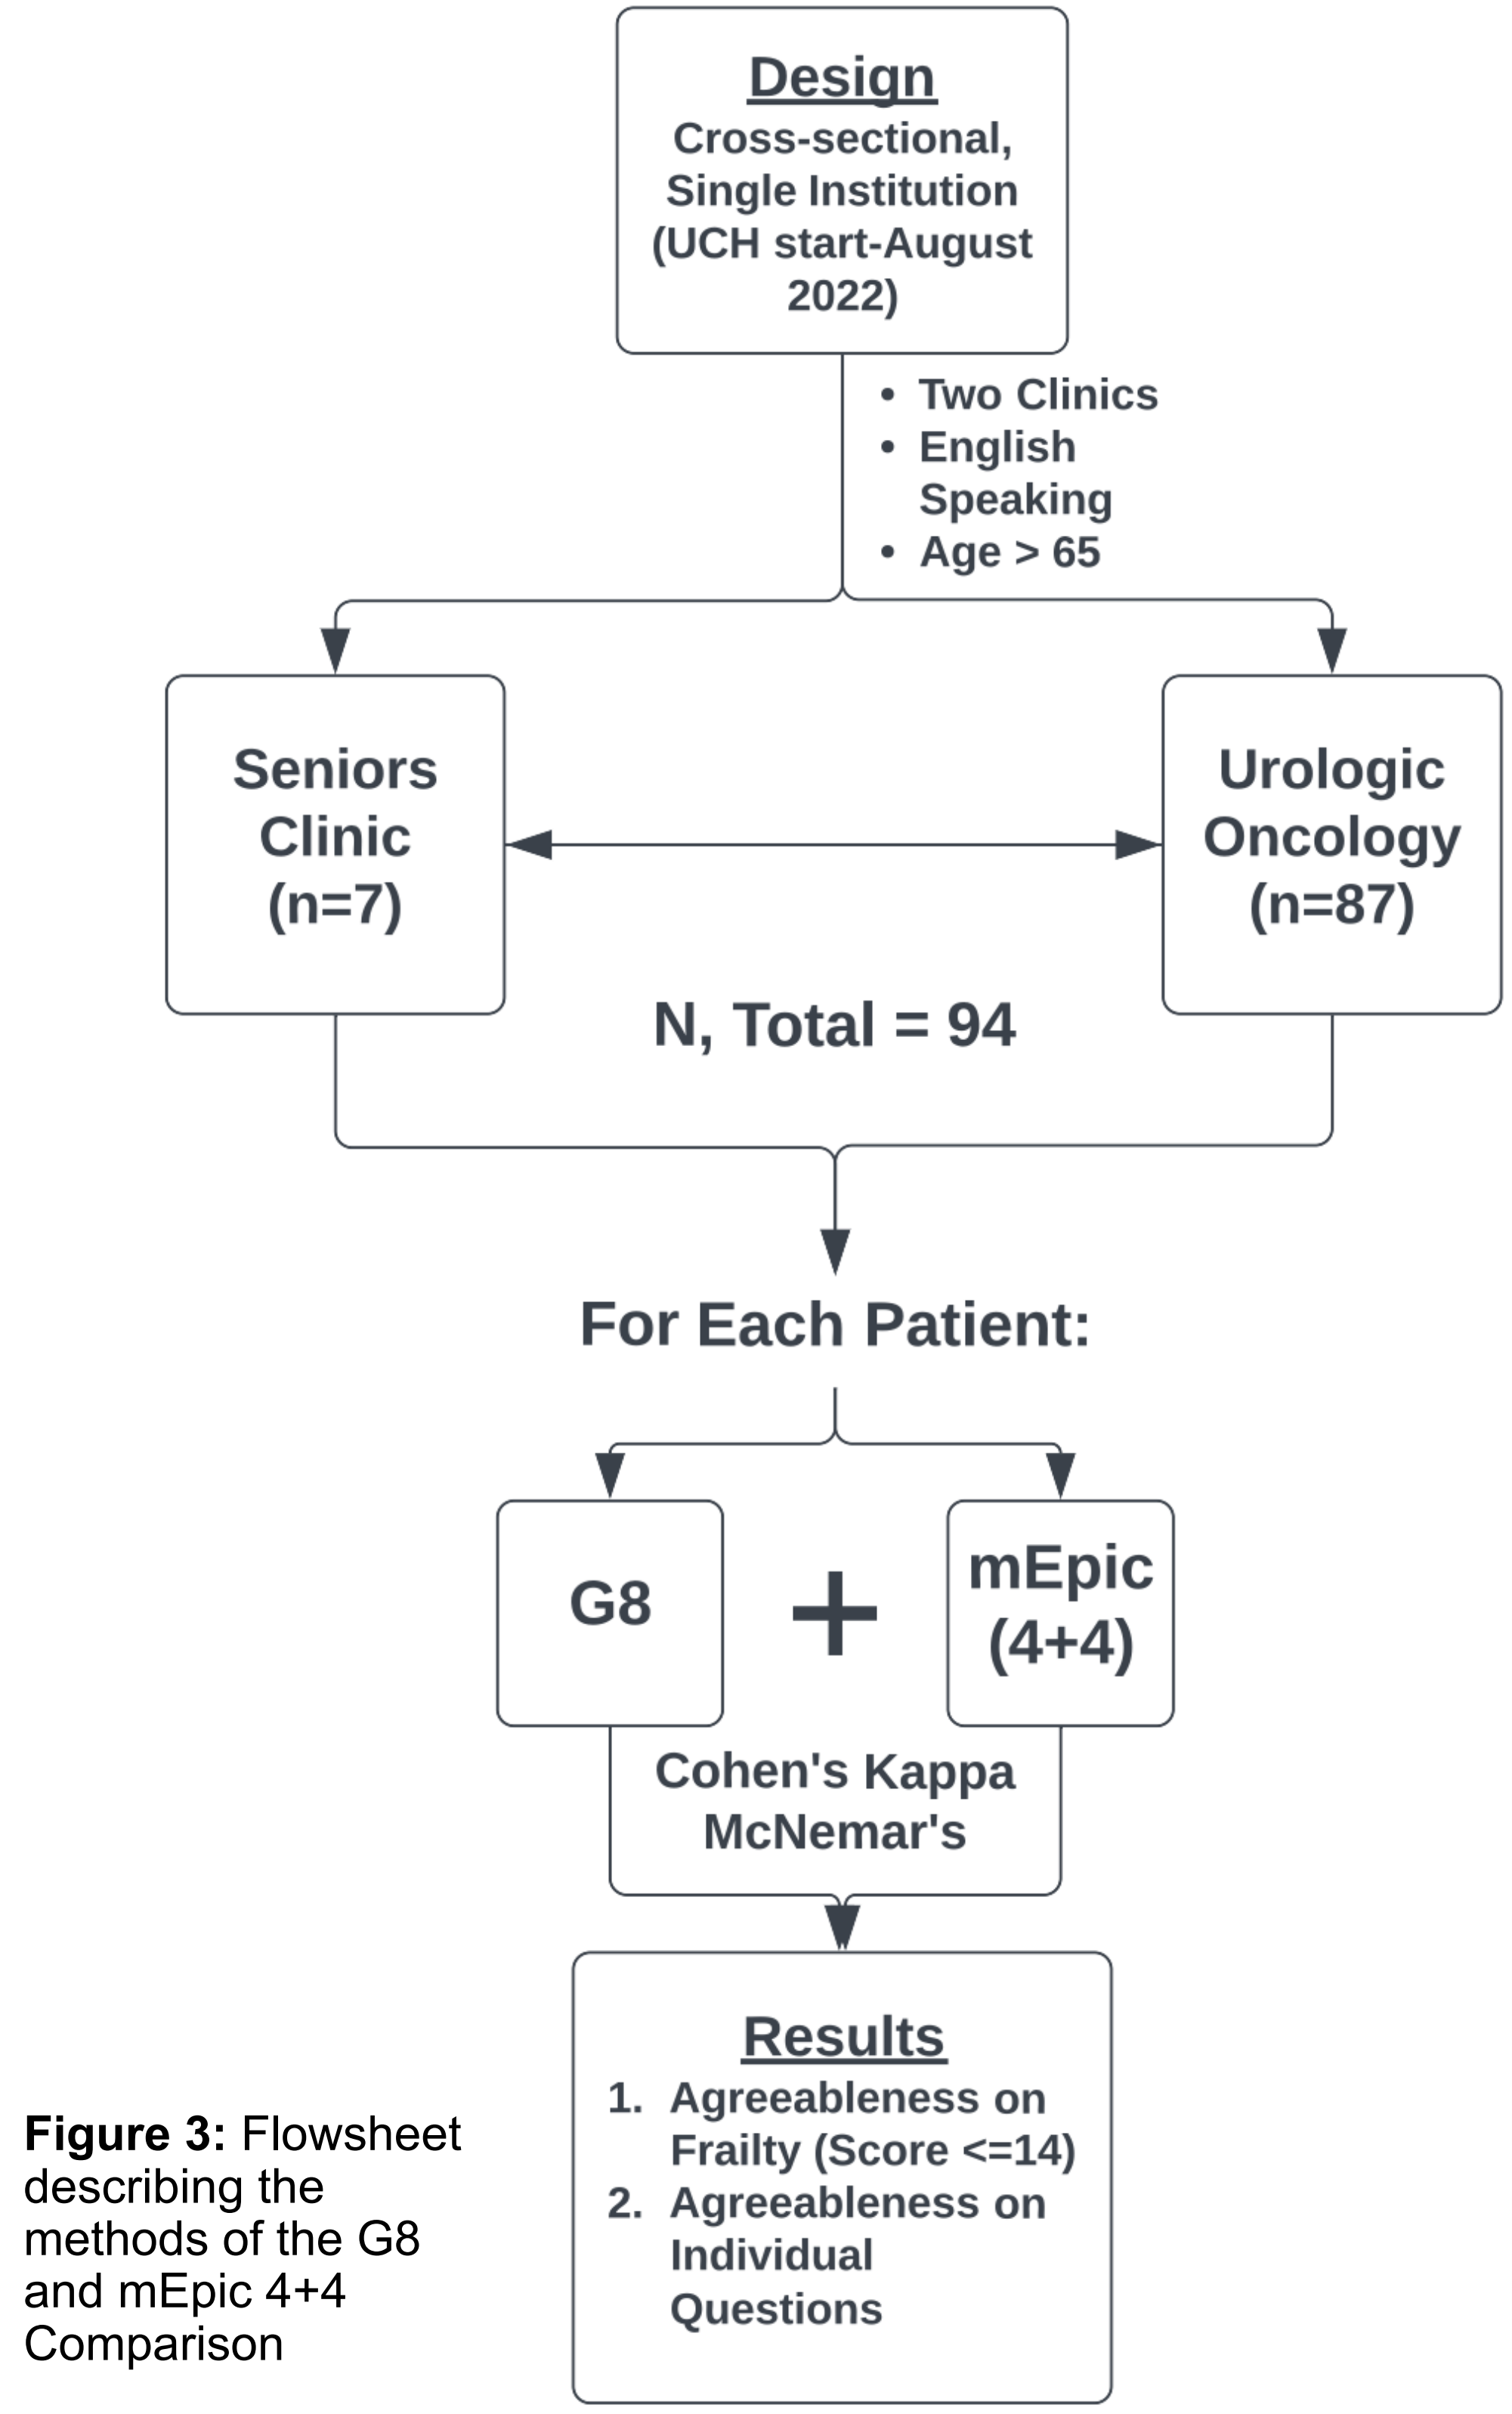 Design
Cross-sectional,
Single Institution
(UCH start-August
2022)
• Two Clinics
• English
Speaking
• Age > 65
Seniors
Clinic
(n=7)
Urologic
Oncology
(n=87)
N, Total = 94
For Each Patient:
G8
+
mEpic
(4+4)
Cohen's Kappa
McNemar's
Results
1. Agreeableness on
Frailty (Score <=14)
2. Agreeableness on
Individual
Questions
Figure 3: Flowsheet
describing the
methods of the G8
and mEpic 4+4
Comparison